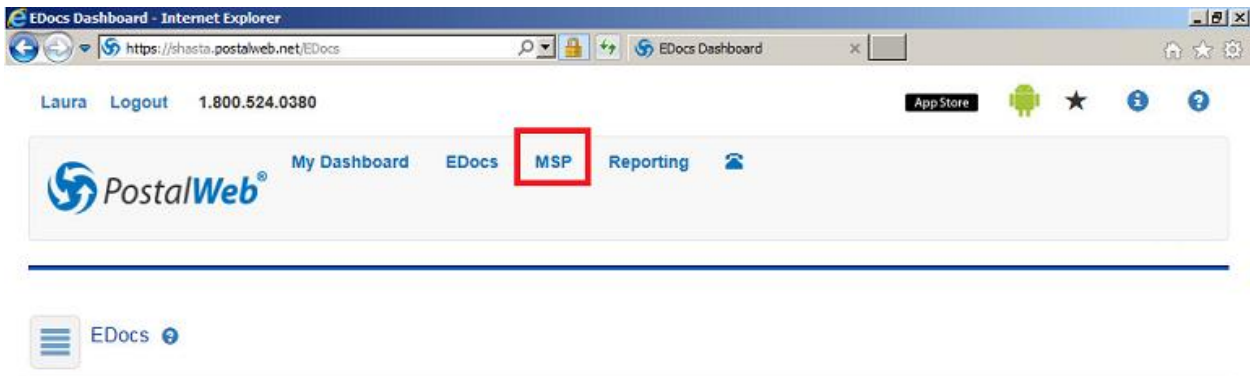 EDocs Dashboard - Internet Explorer
https://shasta.postalweb.net/EDocs
EDocs Dashboard
Laura Logout 1.800.524.0380 App Store
My Dashboard EDocs MSP Reporting
PostalWeb®
EDocs